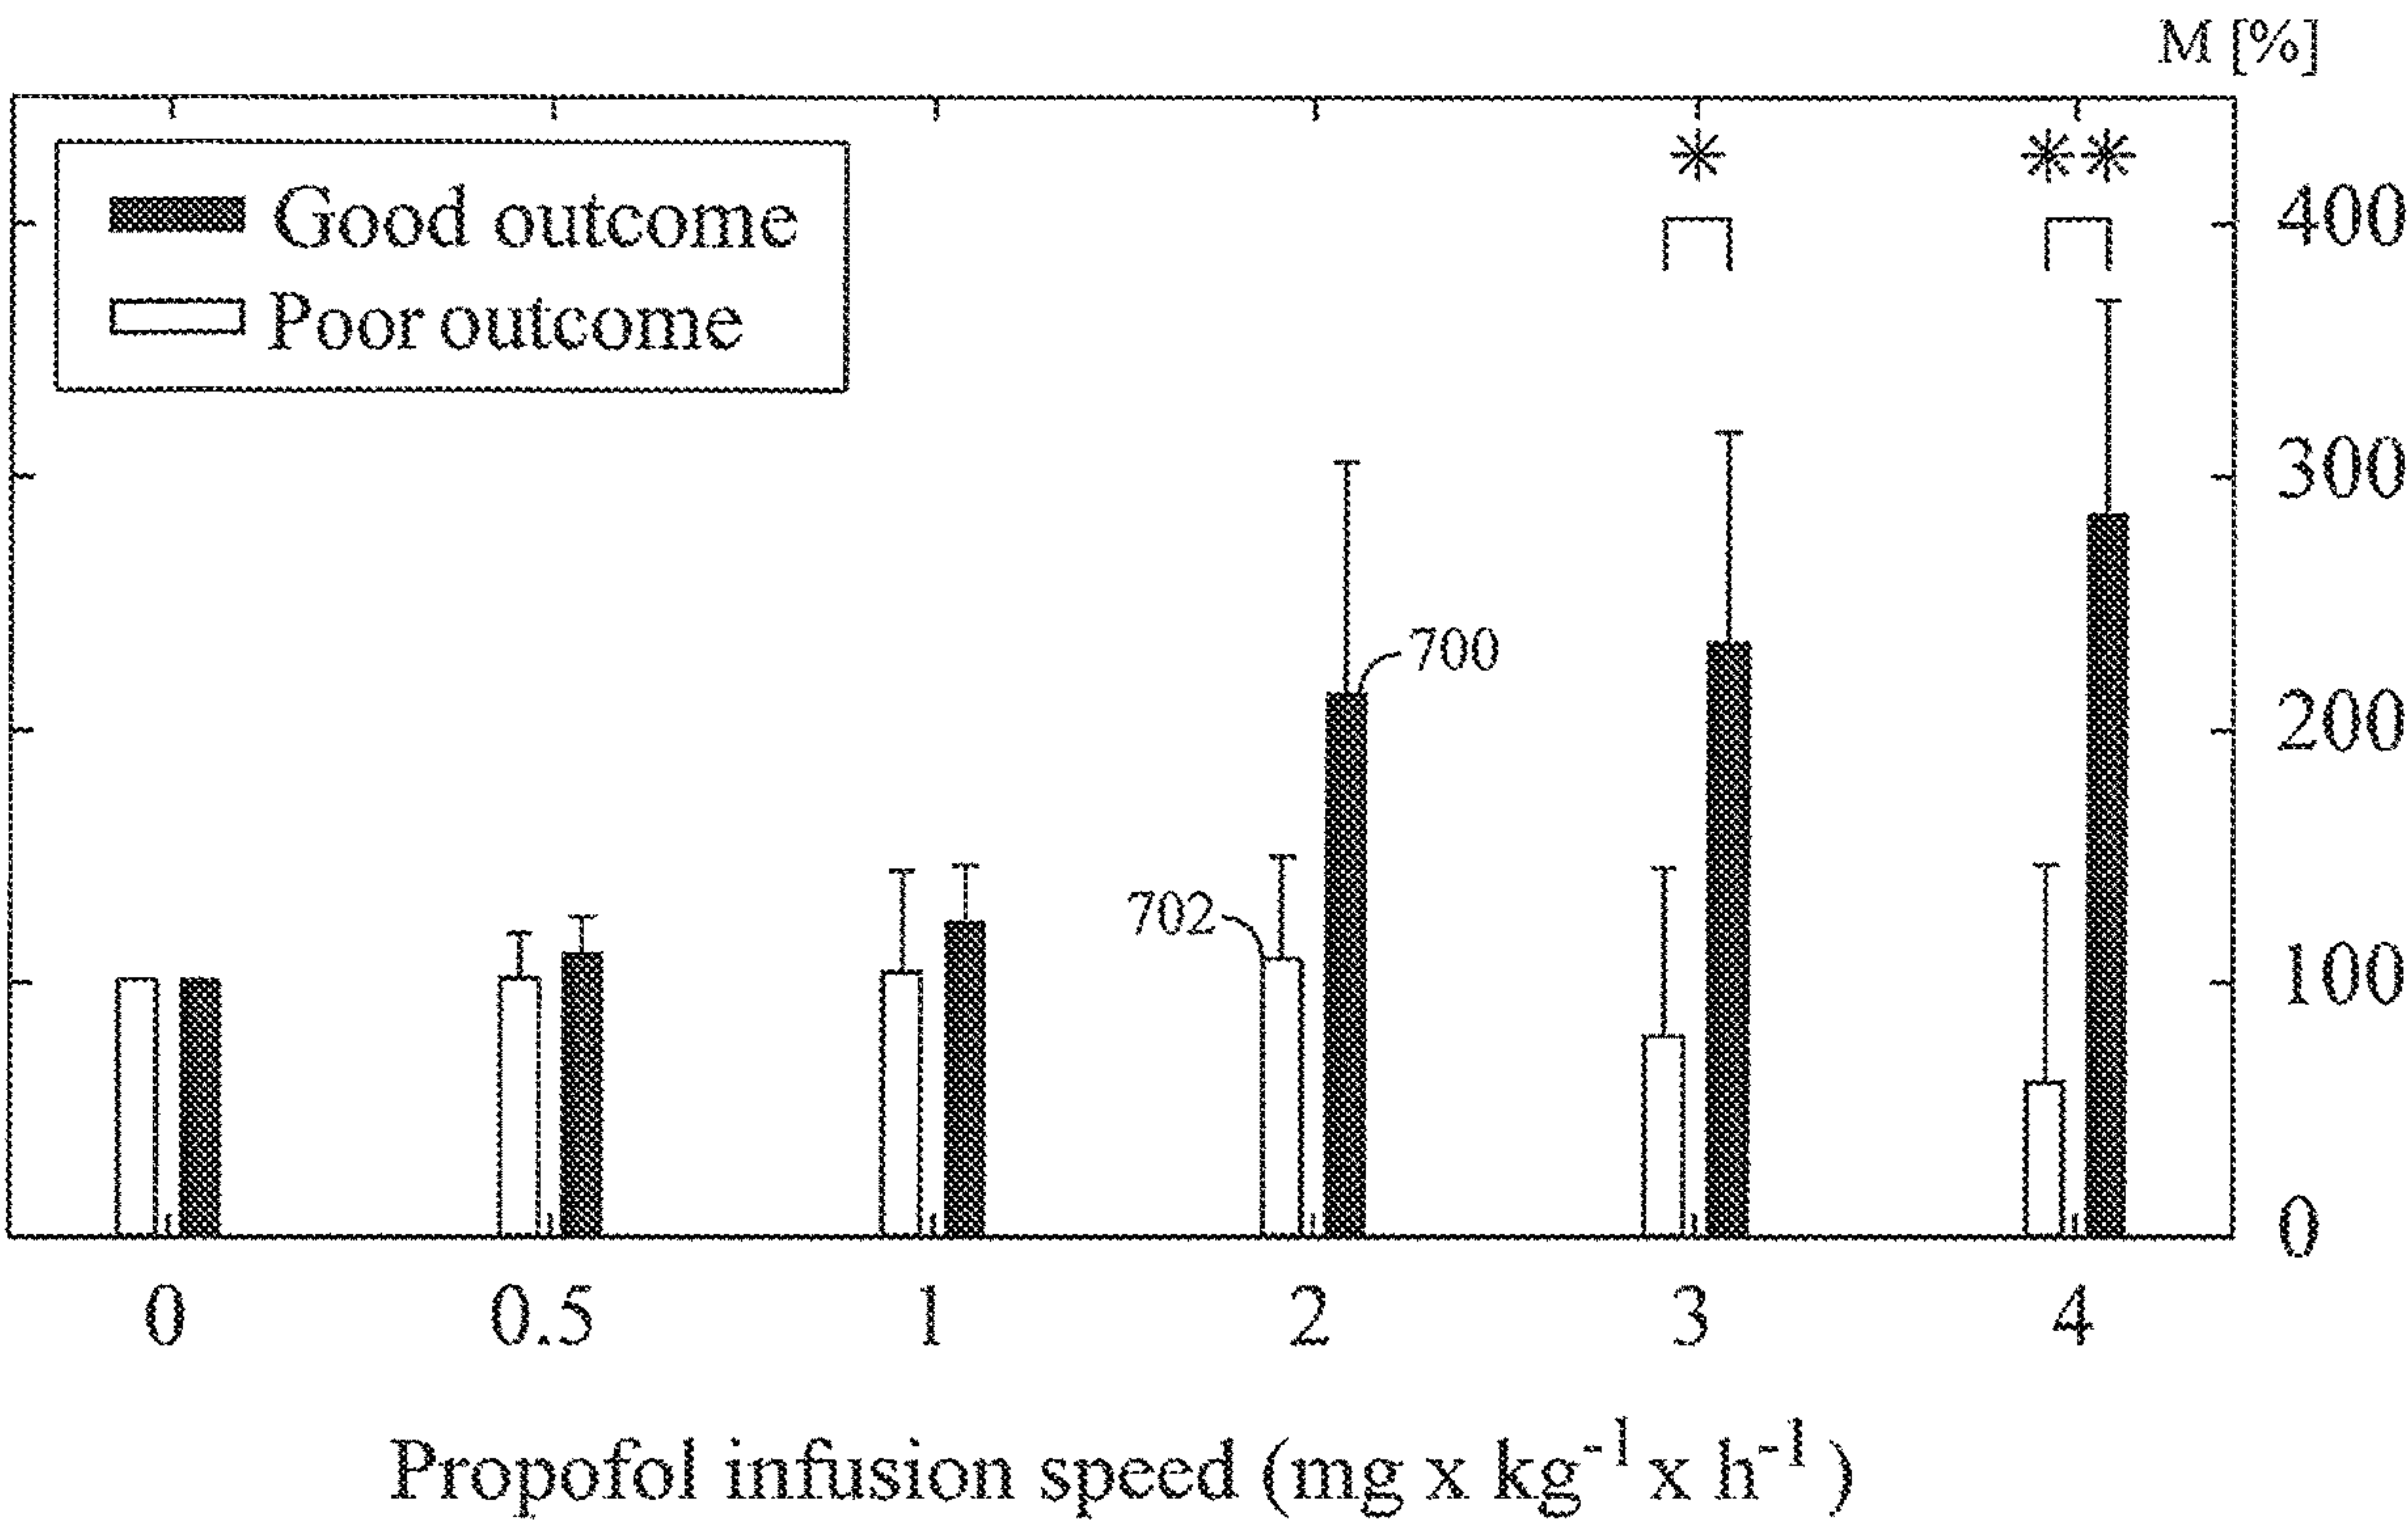 M [%]
* **
Good outcome
Poor outcome
400
300
200
100
0
700
702
0 0.5 1 2 3 4
Propofol infusion speed (mg x kg⁻¹ x h⁻¹ )